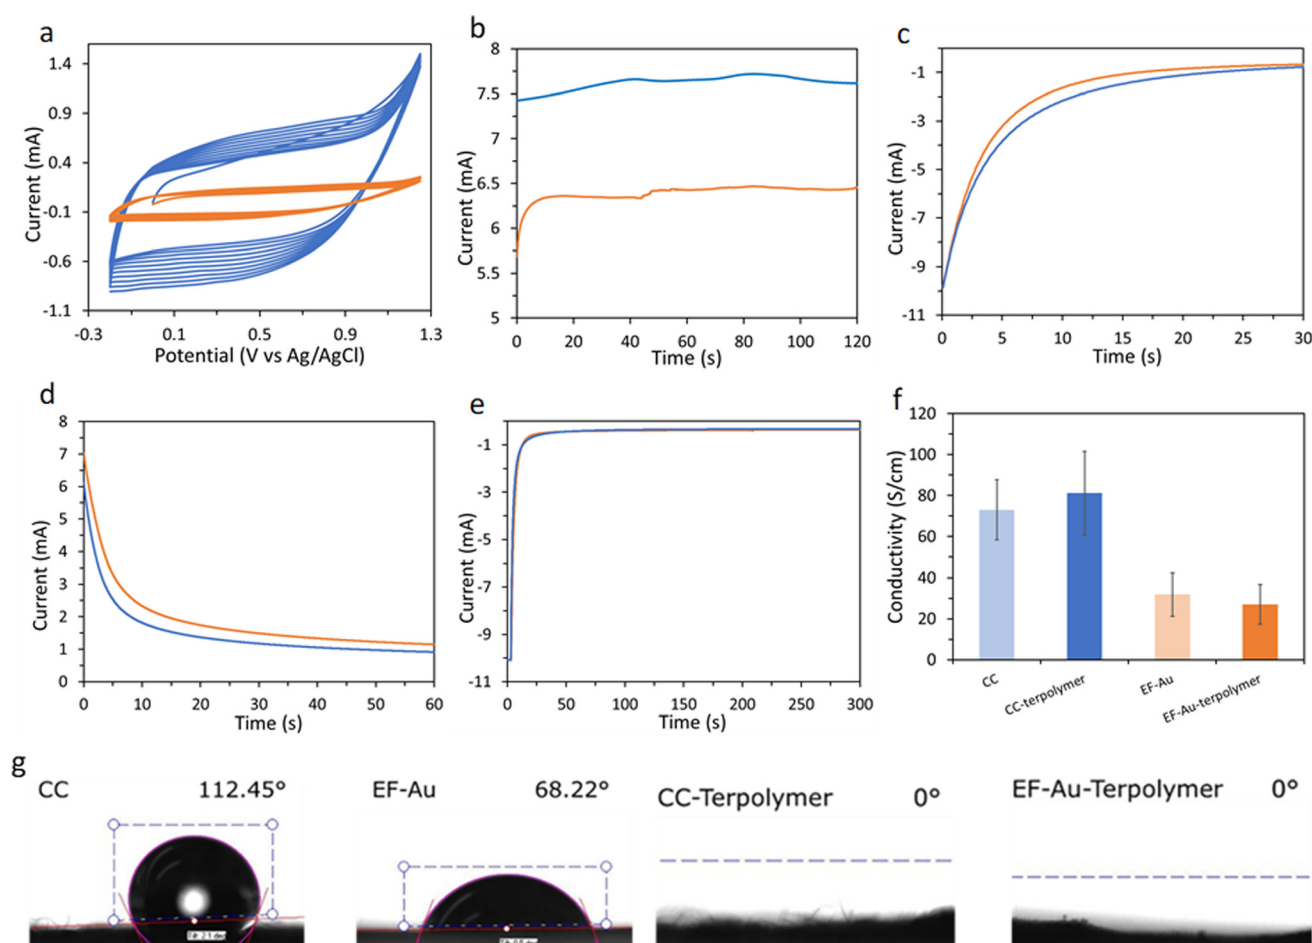 a
1.4
0.9
0.4
-0.1
-0.6
-1.1
Current (mA)
-0.3 0.1 0.5 0.9 1.3
Potential (V vs Ag/AgCl)
b
8
7.5
7
6.5
6
5.5
5
Current (mA)
0 20 40 60 80 100 120
Time (s)
c
-1
-3
-5
-7
-9
-11
Current (mA)
0 5 10 15 20 25 30
Time (s)
d
8
7
6
5
4
3
2
1
0
Current (mA)
0 10 20 30 40 50 60
Time (s)
e
-1
-3
-5
-7
-9
-11
Current (mA)
0 50 100 150 200 250 300
Time (s)
f
120
100
80
60
40
20
0
Conductivity (S/cm)
CC
CC-terpolymer
EF-Au
EF-Au-terpolymer
g
CC 112.45°
EF-Au 68.22°
CC-Terpolymer 0°
EF-Au-Terpolymer 0°